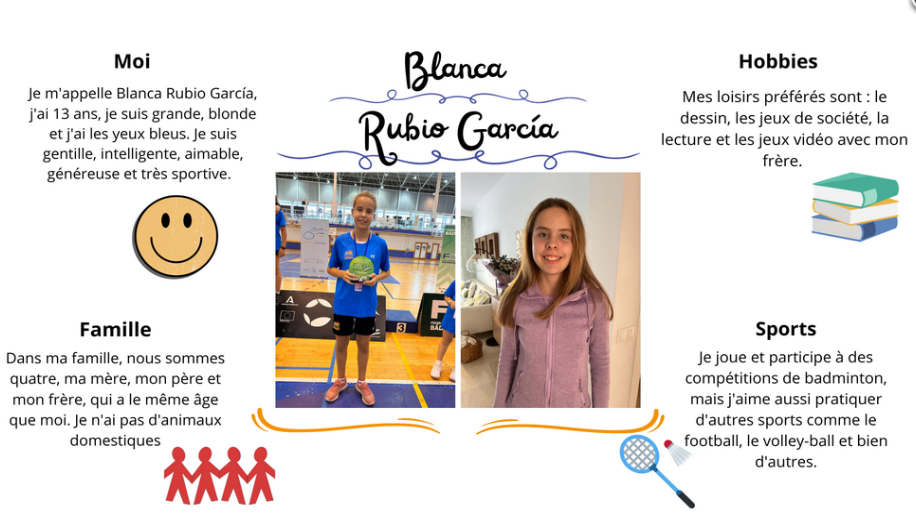 Blanca
Rubio García
Moi
Je m'appelle Blanca Rubio García,
j'ai 13 ans, je suis grande, blonde
et j'ai les yeux bleus. Je suis
gentille, intelligente, aimable,
généreuse et très sportive.
Hobbies
Mes loisirs préférés sont : le
dessin, les jeux de société, la
lecture et les jeux vidéo avec mon
frère.
Famille
Dans ma famille, nous sommes
quatre, ma mère, mon père et
mon frère, qui a le même âge
que moi. Je n'ai pas d'animaux
domestiques
Sports
Je joue et participe à des
compétitions de badminton,
mais j'aime aussi pratiquer
d'autres sports comme le
football, le volley-ball et bien
d'autres.
3